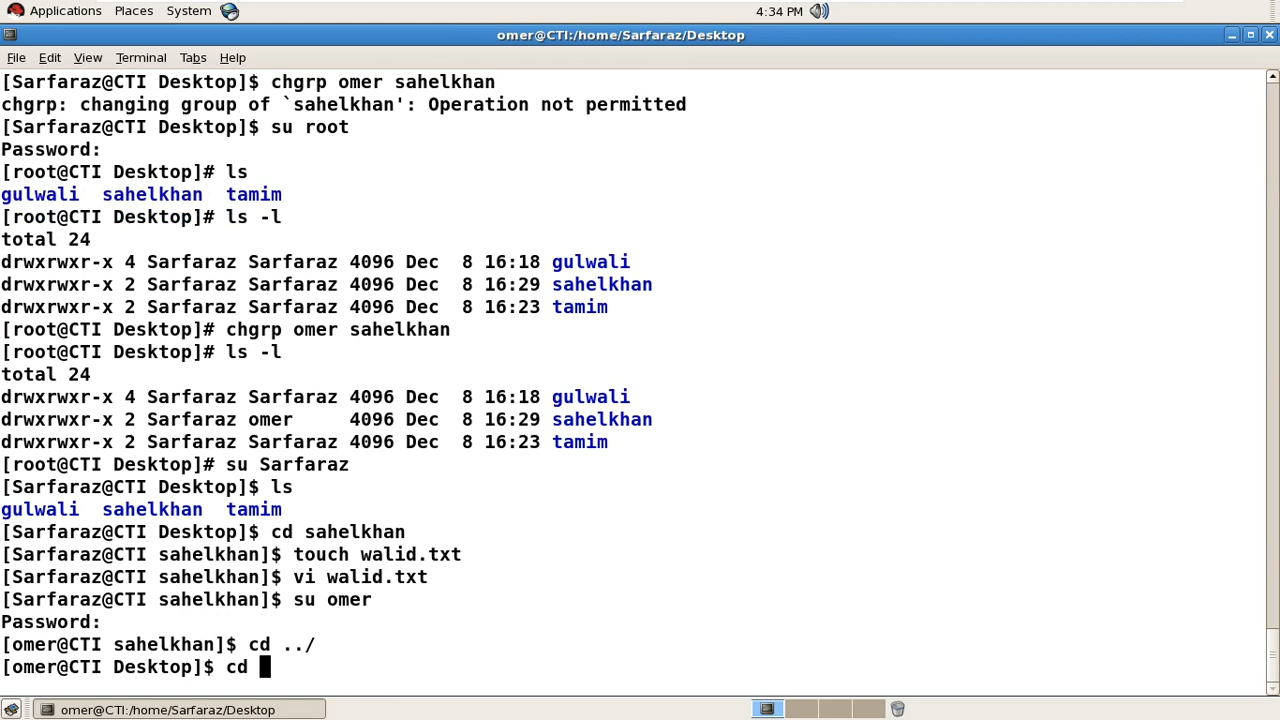 Applications Places System 4:34 PM
omer@CTI:/home/Sarfaraz/Desktop
File Edit View Terminal Tabs Help
[Sarfaraz@CTI Desktop]$ chgrp omer sahelkhan
chgrp: changing group of `sahelkhan': Operation not permitted
[Sarfaraz@CTI Desktop]$ su root
Password:
[root@CTI Desktop]# ls
gulwali  sahelkhan  tamim
[root@CTI Desktop]# ls -l
total 24
drwxrwxr-x 4 Sarfaraz Sarfaraz 4096 Dec  8 16:18 gulwali
drwxrwxr-x 2 Sarfaraz Sarfaraz 4096 Dec  8 16:29 sahelkhan
drwxrwxr-x 2 Sarfaraz Sarfaraz 4096 Dec  8 16:23 tamim
[root@CTI Desktop]# chgrp omer sahelkhan
[root@CTI Desktop]# ls -l
total 24
drwxrwxr-x 4 Sarfaraz Sarfaraz 4096 Dec  8 16:18 gulwali
drwxrwxr-x 2 Sarfaraz omer     4096 Dec  8 16:29 sahelkhan
drwxrwxr-x 2 Sarfaraz Sarfaraz 4096 Dec  8 16:23 tamim
[root@CTI Desktop]# su Sarfaraz
[Sarfaraz@CTI Desktop]$ ls
gulwali  sahelkhan  tamim
[Sarfaraz@CTI Desktop]$ cd sahelkhan
[Sarfaraz@CTI sahelkhan]$ touch walid.txt
[Sarfaraz@CTI sahelkhan]$ vi walid.txt
[Sarfaraz@CTI sahelkhan]$ su omer
Password:
[omer@CTI sahelkhan]$ cd ../
[omer@CTI Desktop]$ cd
omer@CTI:/home/Sarfaraz/Desktop